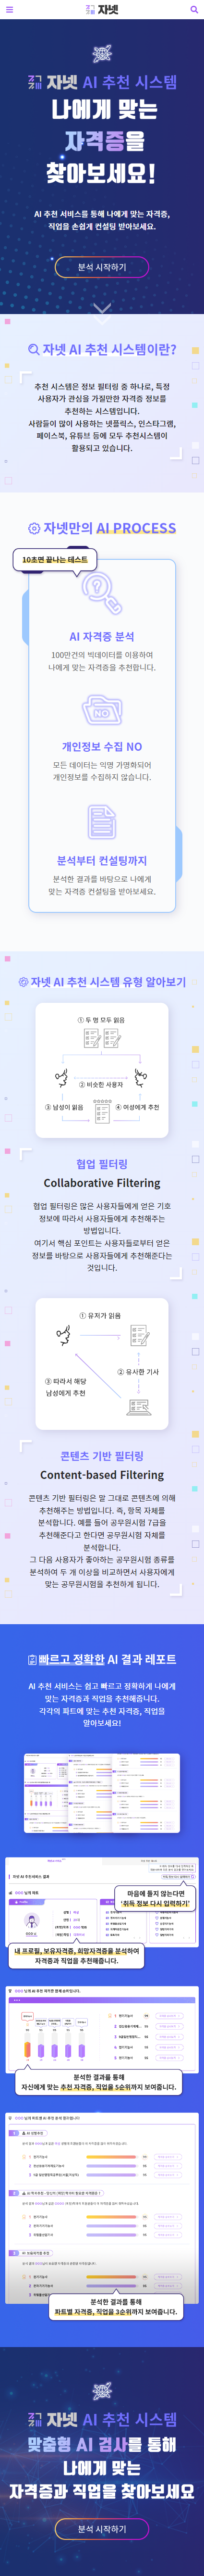 자넷
자넷 AI 추천 시스템
나에게 맞는
자격증을
찾아보세요!
AI 추천 서비스를 통해 나에게 맞는 자격증,
직업을 손쉽게 컨설팅 받아보세요.
분석 시작하기
자넷 AI 추천 시스템이란?
추천 시스템은 정보 필터링 중 하나로, 특정
사용자가 관심을 가질만한 자격증 정보를
추천하는 시스템입니다.
사람들이 많이 사용하는 넷플릭스, 인스타그램,
페이스북, 유튜브 등에 모두 추천시스템이
활용되고 있습니다.
자넷만의 AI PROCESS
10초면 끝나는 테스트
AI 자격증 분석
100만건의 빅데이터를 이용하여
나에게 맞는 자격증을 추천합니다.
NO
개인정보 수집 NO
모든 데이터는 익명 가명화되어
개인정보를 수집하지 않습니다.
분석부터 컨설팅까지
분석한 결과를 바탕으로 나에게
맞는 자격증 컨설팅을 받아보세요.
자넷 AI 추천 시스템 유형 알아보기
① 두 명 모두 읽음
② 비슷한 사용자
③ 남성이 읽음
④ 여성에게 추천
협업 필터링
Collaborative Filtering
협업 필터링은 많은 사용자들에게 얻은 기호
정보에 따라서 사용자들에게 추천해주는
방법입니다.
여기서 핵심 포인트는 사용자들로부터 얻은
정보를 바탕으로 사용자들에게 추천해준다는
것입니다.
① 유저가 읽음
② 유사한 기사
③ 따라서 해당
남성에게 추천
콘텐츠 기반 필터링
Content-based Filtering
콘텐츠 기반 필터링은 말 그대로 콘텐츠에 의해
추천해주는 방법입니다. 즉, 항목 자체를
분석합니다. 예를 들어 공무원시험 7급을
추천해준다고 한다면 공무원시험 자체를
분석합니다.
그 다음 사용자가 좋아하는 공무원시험 종류를
분석하여 두 개 이상을 비교하면서 사용자에게
맞는 공무원시험을 추천하게 됩니다.
빠르고 정확한 AI 결과 레포트
AI 추천 서비스는 쉽고 빠르고 정확하게 나에게
맞는 자격증과 직업을 추천해줍니다.
각각의 파트에 맞는 추천 자격증, 직업을
알아보세요!
마음에 들지 않는다면
'취득 정보 다시 입력하기'
내 프로필, 보유자격증, 희망자격증을 분석하여
자격증과 직업을 추천해줍니다.
분석한 결과를 통해
자신에게 맞는 추천 자격증, 직업을 5순위까지 보여줍니다.
분석한 결과를 통해
파트별 자격증, 직업을 3순위까지 보여줍니다.
자넷 AI 추천 시스템
맞춤형 AI 검사를 통해
나에게 맞는
자격증과 직업을 찾아보세요
분석 시작하기